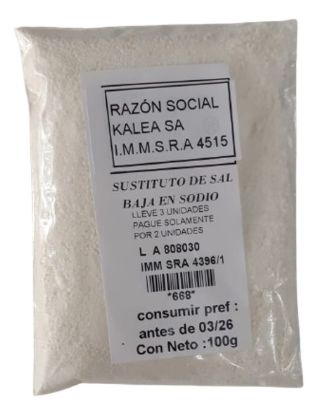 RAZÓN SOCIAL
KALEA SA
I.M.M.S.R.A 4515
SUSTITUTO DE SAL
BAJA EN SODIO
LLEVE 3 UNIDADES
PAGUE SOLAMENTE
POR 2 UNIDADES
L A 808030
IMM SRA 4396/1
*668*
consumir pref :
antes de 03/26
Con Neto :100g